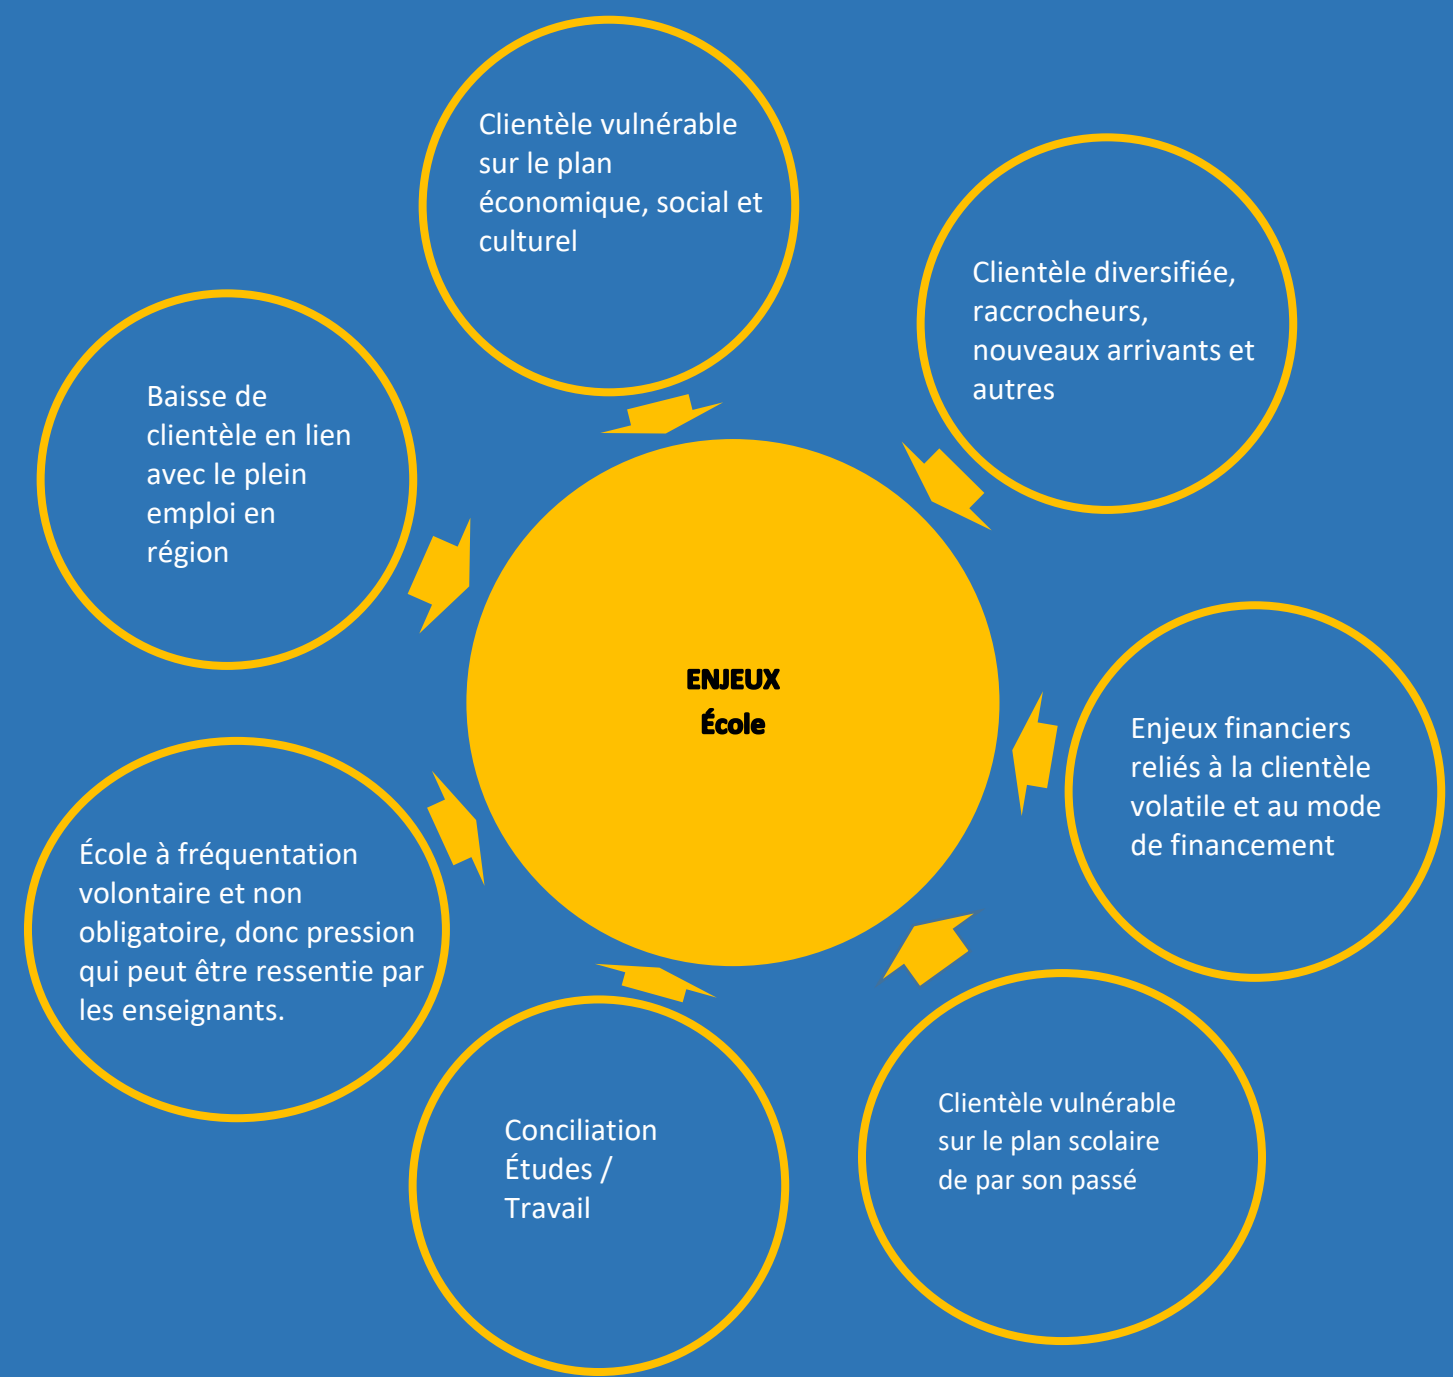 Clientèle vulnérable
sur le plan
économique, social et
culturel
Clientèle diversifiée,
raccrocheurs,
nouveaux arrivants et
autres
Baisse de
clientèle en lien
avec le plein
emploi en
région
ENJEUX
École
Enjeux financiers
reliés à la clientèle
volatile et au mode
de financement
École à fréquentation
volontaire et non
obligatoire, donc pression
qui peut être ressentie par
les enseignants.
Clientèle vulnérable
sur le plan scolaire
de par son passé
Conciliation
Études /
Travail